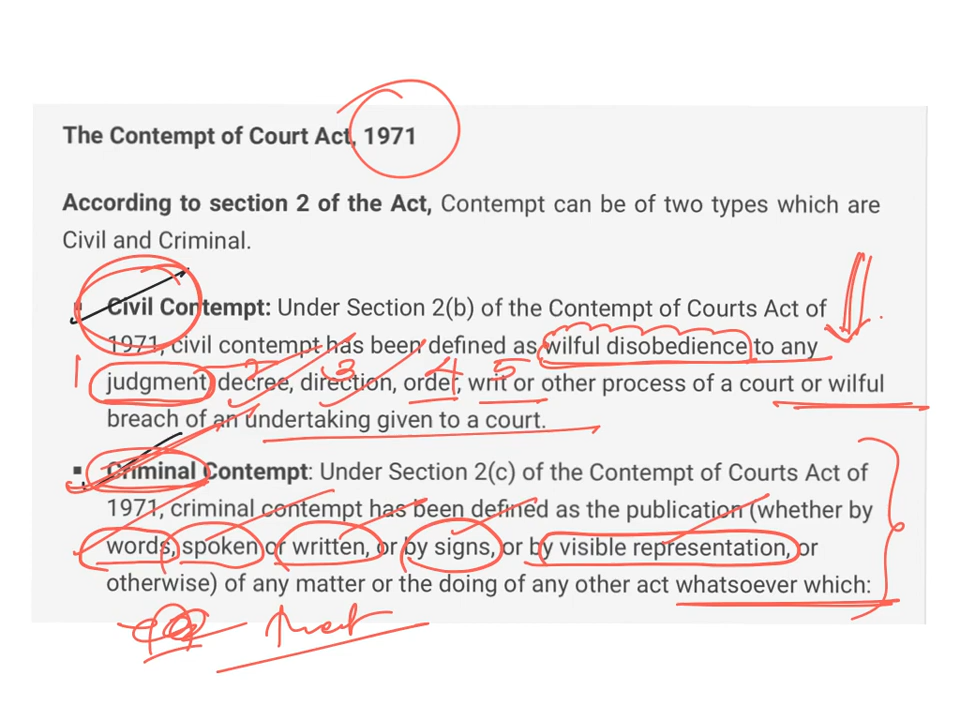 The Contempt of Court Act, 1971
According to section 2 of the Act, Contempt can be of two types which are
Civil and Criminal.
Civil Contempt: Under Section 2(b) of the Contempt of Courts Act of
1971, civil contempt has been defined as wilful disobedience to any
1 2 3 4 5
judgment, decree, direction, order, writ or other process of a court or wilful
breach of an undertaking given to a court.
Criminal Contempt: Under Section 2(c) of the Contempt of Courts Act of
1971, criminal contempt has been defined as the publication (whether by
words, spoken or written, or by signs, or by visible representation, or
otherwise) of any matter or the doing of any other act whatsoever which: